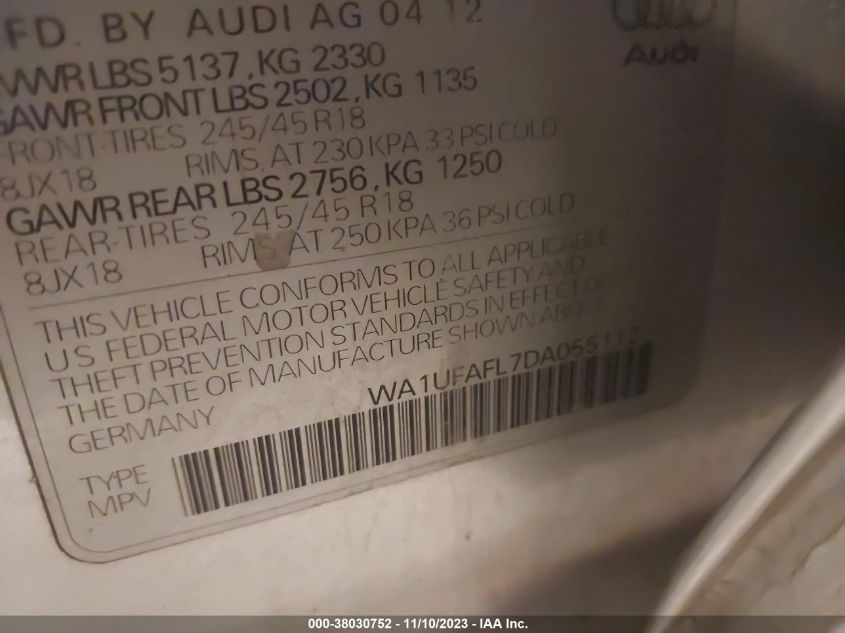 FD. BY AUDI AG 04 12
Audi
VWR LBS 5137, KG 2330
GAWR FRONT LBS 2502, KG 1135
FRONT-TIRES 245/45 R18
8JX18 RIMS, AT 230 KPA 33 PSI COLD
GAWR REAR LBS 2756, KG 1250
REAR-TIRES 245/45 R18
8JX18 RIMS, AT 250 KPA 36 PSI COLD
THIS VEHICLE CONFORMS TO ALL APPLICABLE
US FEDERAL MOTOR VEHICLE SAFETY AND
THEFT PREVENTION STANDARDS IN EFFECT ON
THE DATE OF MANUFACTURE SHOWN ABOVE
GERMANY WA1UFAFL7DA055112
TYPE
MPV
000-38030752 - 11/10/2023 - IAA, Inc.